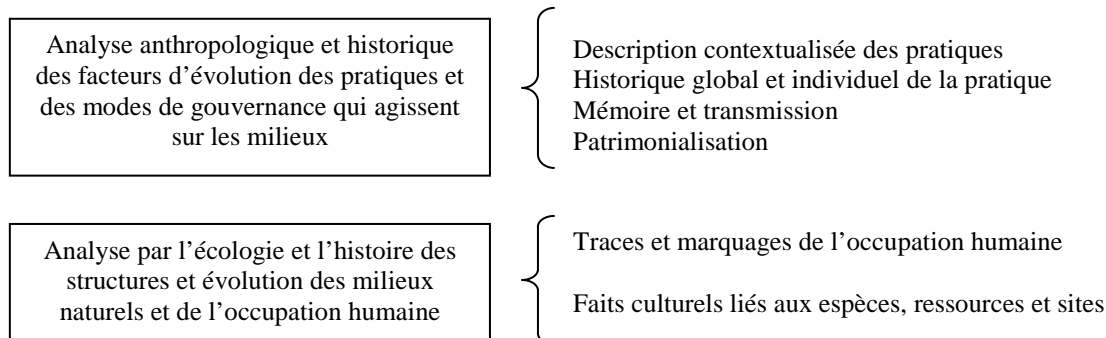 Analyse anthropologique et historique
des facteurs d’évolution des pratiques et
des modes de gouvernance qui agissent
sur les milieux
Description contextualisée des pratiques
Historique global et individuel de la pratique
Mémoire et transmission
Patrimonialisation
Analyse par l’écologie et l’histoire des
structures et évolution des milieux
naturels et de l’occupation humaine
Traces et marquages de l’occupation humaine
Faits culturels liés aux espèces, ressources et sites